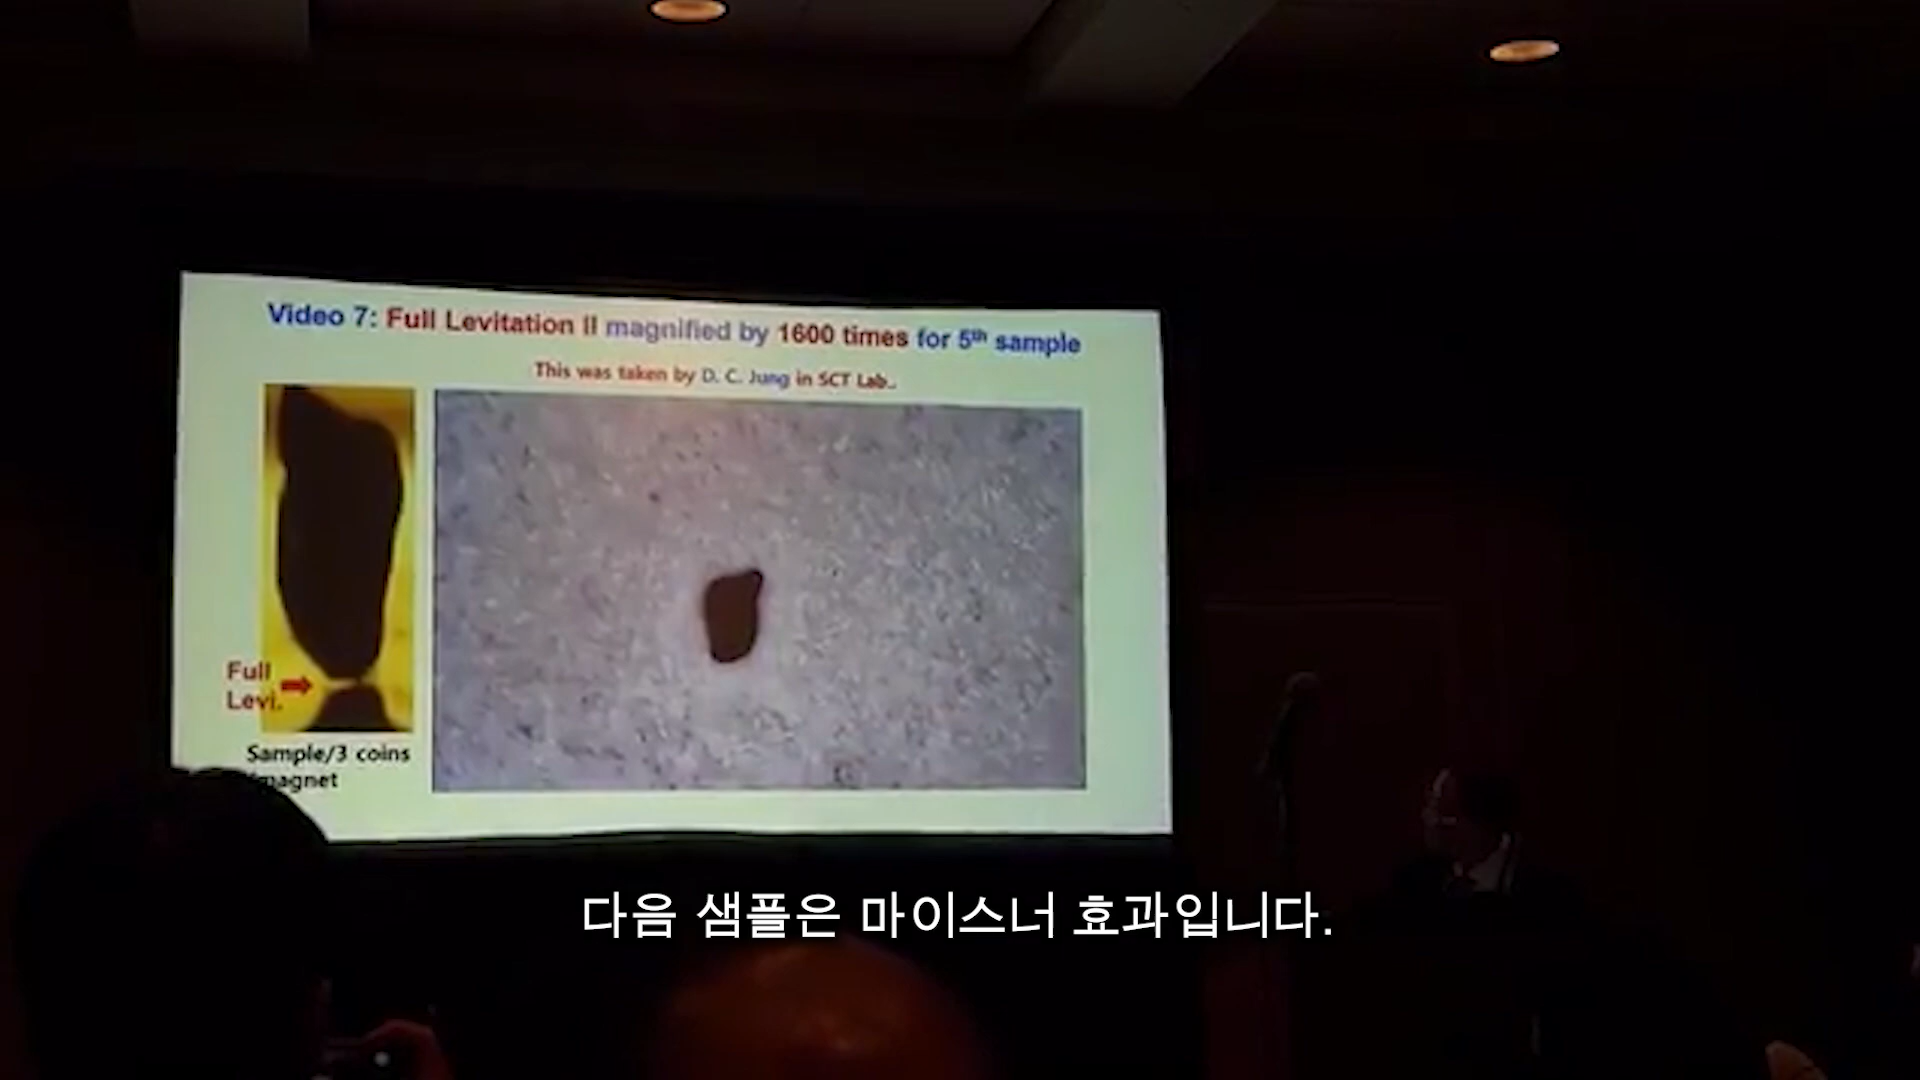 Video 7: Full Levitation II magnified by 1600 times for 5th sample
This was taken by D. C. Jung in SCT Lab..
Full
Levi.
Sample/3 coins
/magnet
다음 샘플은 마이스너 효과입니다.